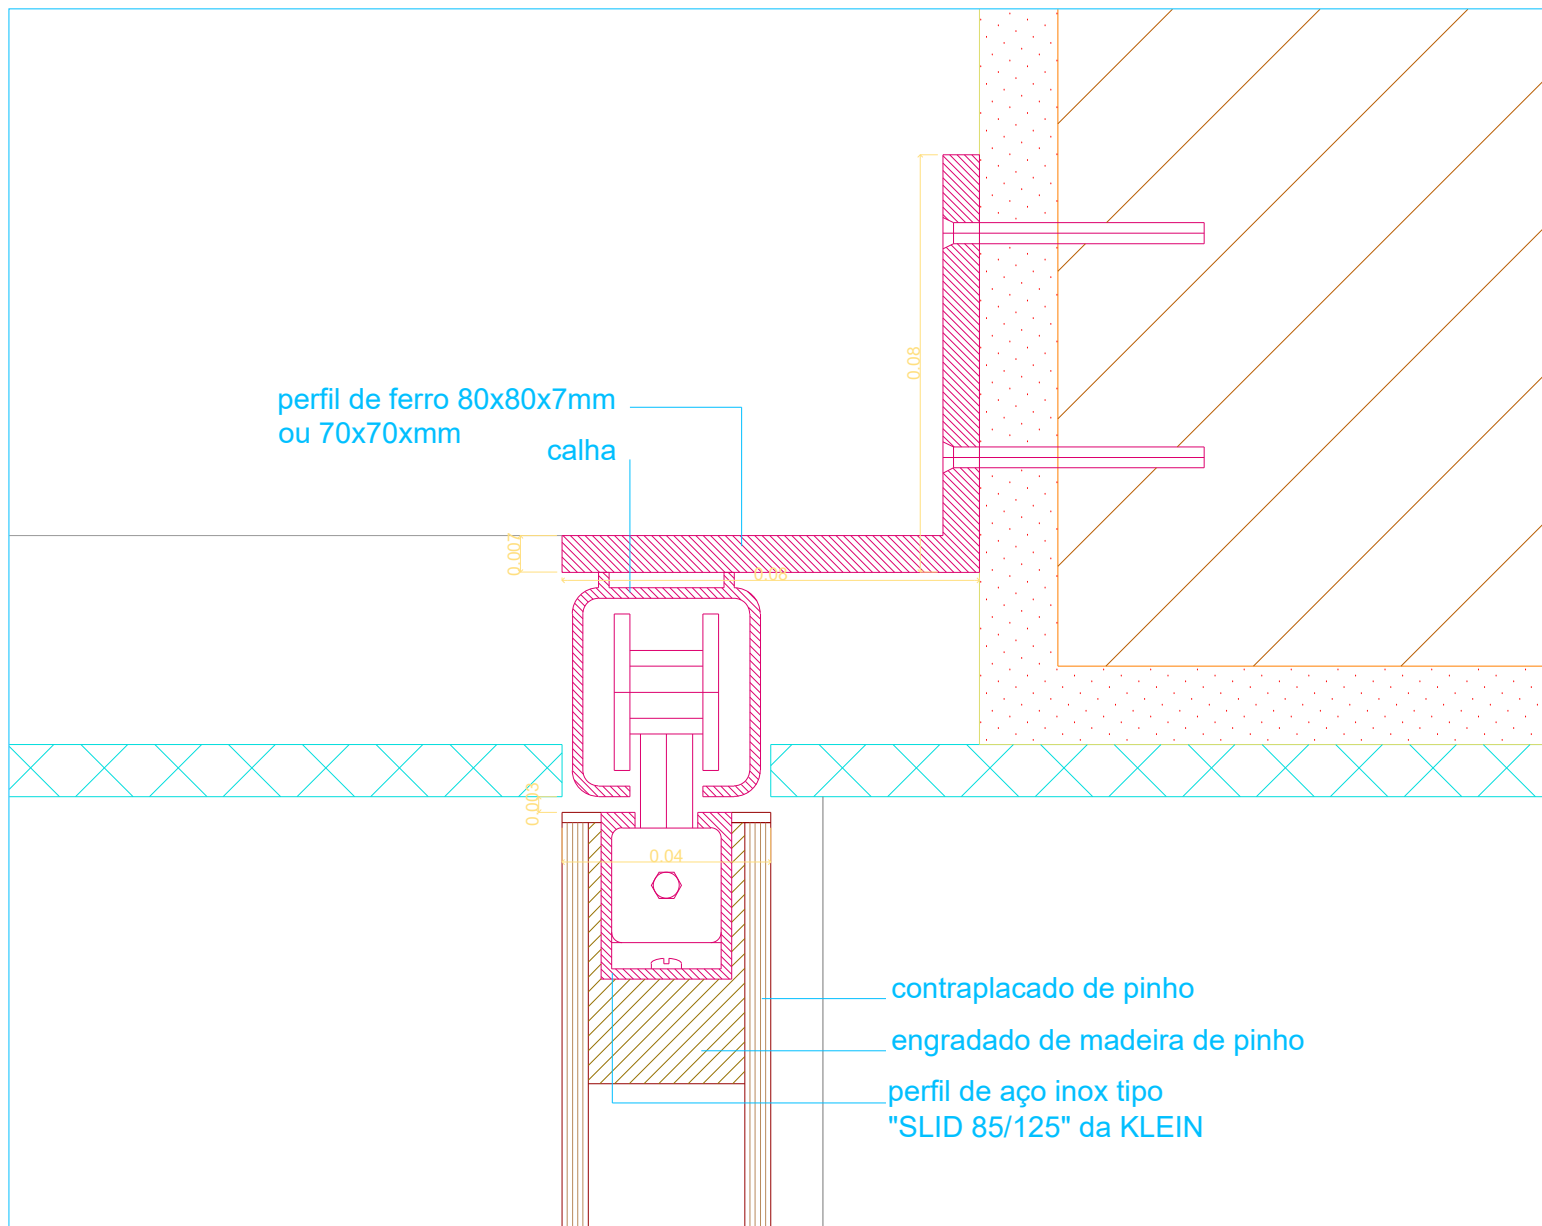 0.08
perfil de ferro 80x80x7mm
ou 70x70xmm
calha
0.007
0.08
0.003
0.04
contraplacado de pinho
engradado de madeira de pinho
perfil de aço inox tipo
"SLID 85/125" da KLEIN